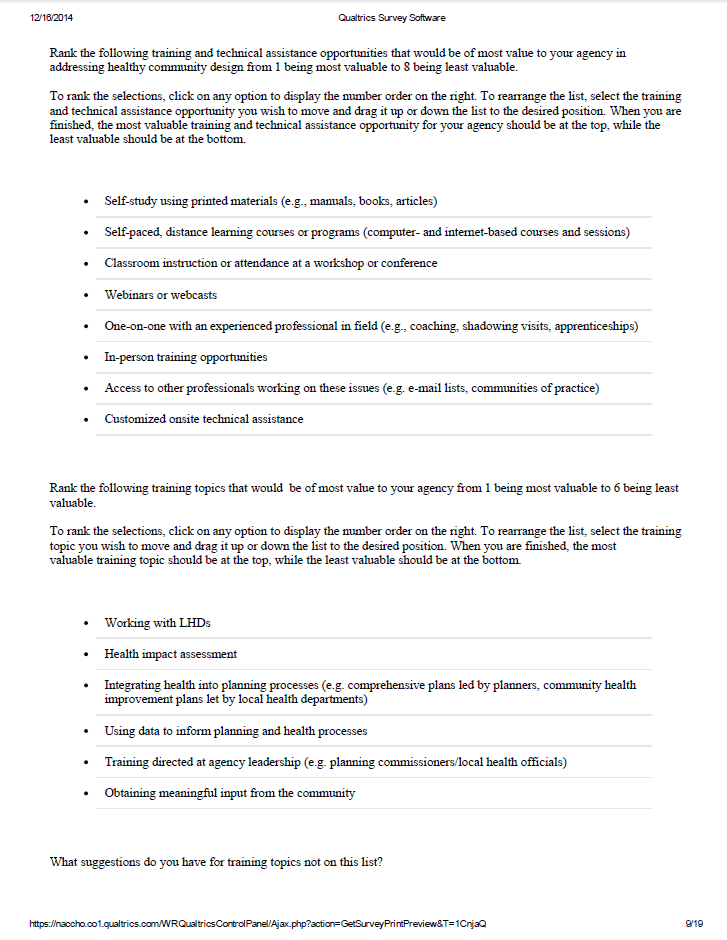 12/16/2014
Qualtrics Survey Software
Rank the following training and technical assistance opportunities that would be of most value to your agency in
addressing healthy community design from 1 being most valuable to 8 being least valuable.
To rank the selections, click on any option to display the number order on the right. To rearrange the list, select the training
and technical assistance opportunity you wish to move and drag it up or down the list to the desired position. When you are
finished, the most valuable training and technical assistance opportunity for your agency should be at the top, while the
least valuable should be at the bottom.
• Self-study using printed materials (e.g., manuals, books, articles)
• Self-paced, distance learning courses or programs (computer- and internet-based courses and sessions)
• Classroom instruction or attendance at a workshop or conference
• Webinars or webcasts
• One-on-one with an experienced professional in field (e.g., coaching, shadowing visits, apprenticeships)
• In-person training opportunities
• Access to other professionals working on these issues (e.g. e-mail lists, communities of practice)
• Customized onsite technical assistance
Rank the following training topics that would be of most value to your agency from 1 being most valuable to 6 being least
valuable.
To rank the selections, click on any option to display the number order on the right. To rearrange the list, select the training
topic you wish to move and drag it up or down the list to the desired position. When you are finished, the most
valuable training topic should be at the top, while the least valuable should be at the bottom.
• Working with LHDs
• Health impact assessment
• Integrating health into planning processes (e.g. comprehensive plans led by planners, community health
improvement plans let by local health departments)
• Using data to inform planning and health processes
• Training directed at agency leadership (e.g. planning commissioners/local health officials)
• Obtaining meaningful input from the community
What suggestions do you have for training topics not on this list?
https://naccho.co1.qualtrics.com/WRQualtricsControlPanel/Ajax.php?action=GetSurveyPrintPreview&T=1CnjaQ
9/19